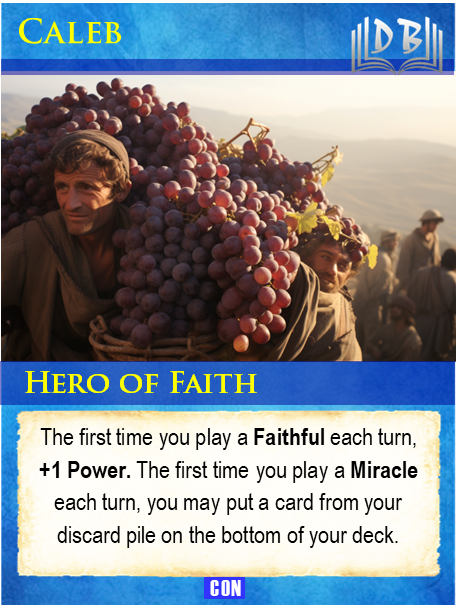 Caleb
DB
Hero of Faith
The first time you play a Faithful each turn,
+1 Power. The first time you play a Miracle
each turn, you may put a card from your
discard pile on the bottom of your deck.
CON